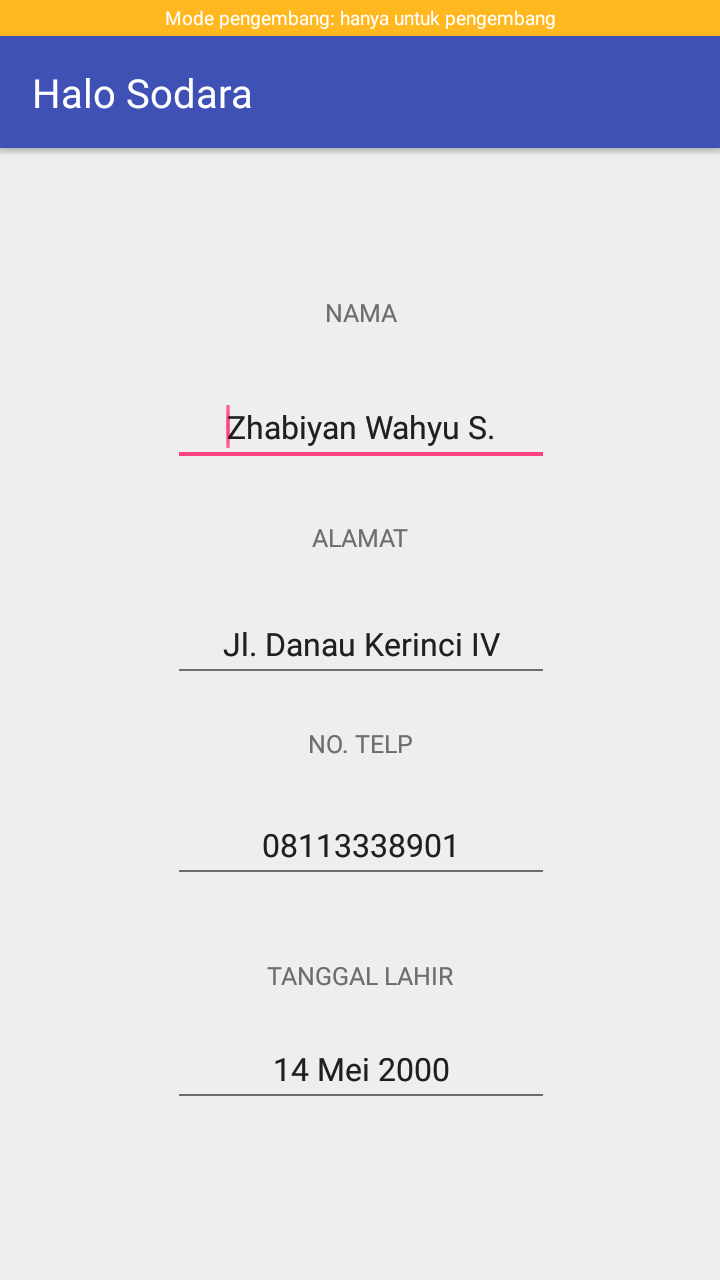 Mode pengembang: hanya untuk pengembang
Halo Sodara
NAMA
Zhabiyan Wahyu S.
ALAMAT
Jl. Danau Kerinci IV
NO. TELP
08113338901
TANGGAL LAHIR
14 Mei 2000